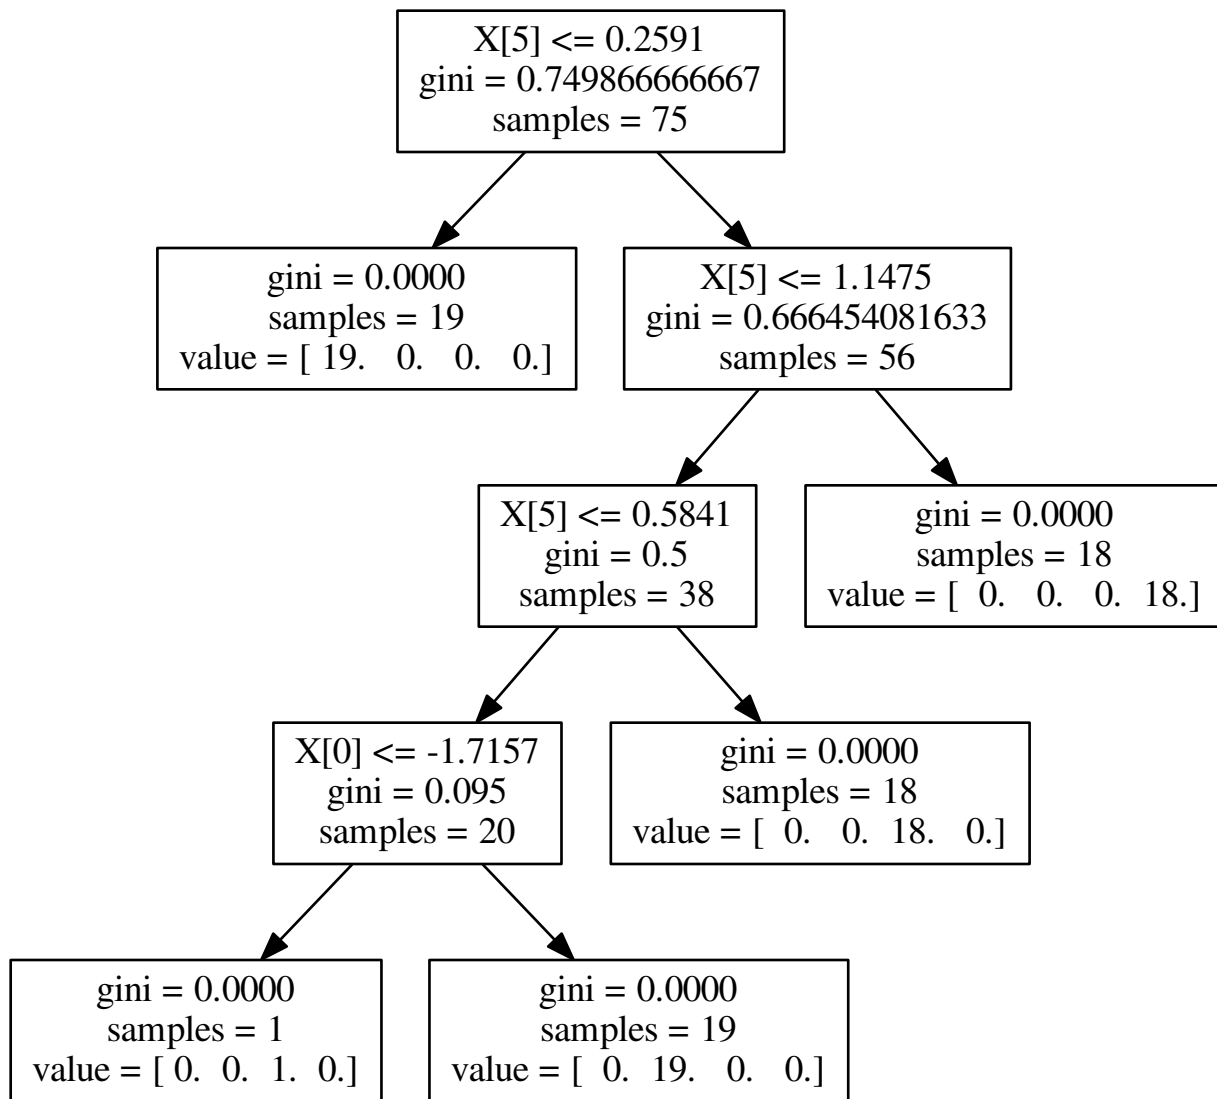 X[5] <= 0.2591
gini = 0.749866666667
samples = 75
gini = 0.0000
samples = 19
value = [ 19.   0.   0.   0.]
X[5] <= 1.1475
gini = 0.666454081633
samples = 56
X[5] <= 0.5841
gini = 0.5
samples = 38
gini = 0.0000
samples = 18
value = [  0.   0.   0.  18.]
X[0] <= -1.7157
gini = 0.095
samples = 20
gini = 0.0000
samples = 18
value = [  0.   0.  18.   0.]
gini = 0.0000
samples = 1
value = [ 0.  0.  1.  0.]
gini = 0.0000
samples = 19
value = [  0.  19.   0.   0.]